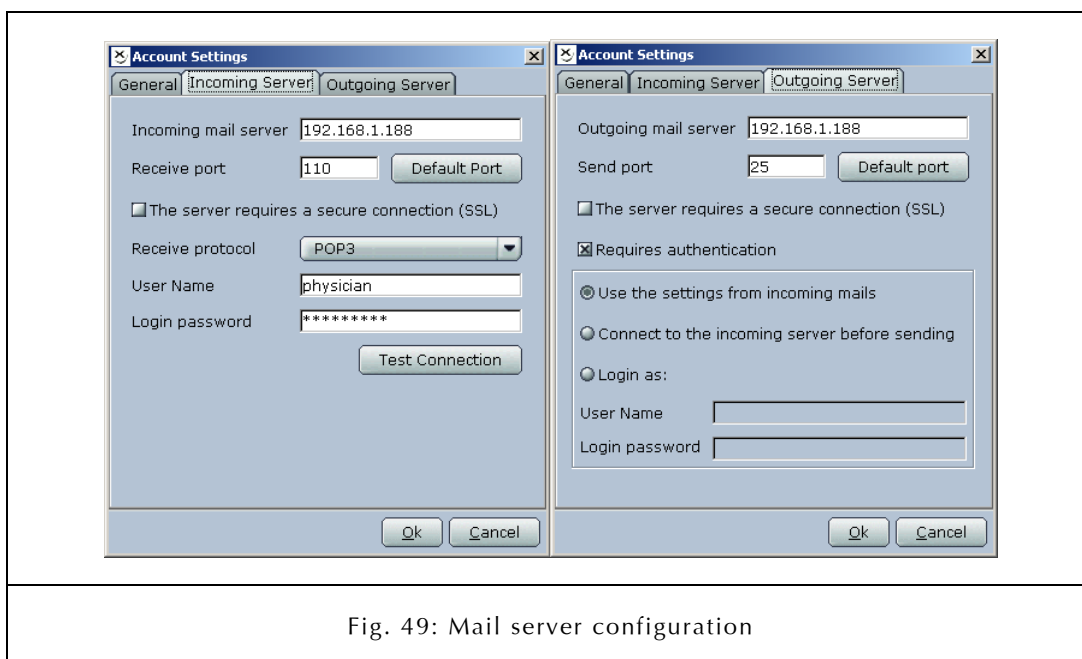 Account Settings
General Incoming Server Outgoing Server
Incoming mail server 192.168.1.188
Receive port 110 Default Port
The server requires a secure connection (SSL)
Receive protocol POP3
User Name physician
Login password *********
Test Connection
Ok Cancel
Account Settings
General Incoming Server Outgoing Server
Outgoing mail server 192.168.1.188
Send port 25 Default port
The server requires a secure connection (SSL)
Requires authentication
Use the settings from incoming mails
Connect to the incoming server before sending
Login as:
User Name
Login password
Ok Cancel
Fig. 49: Mail server configuration